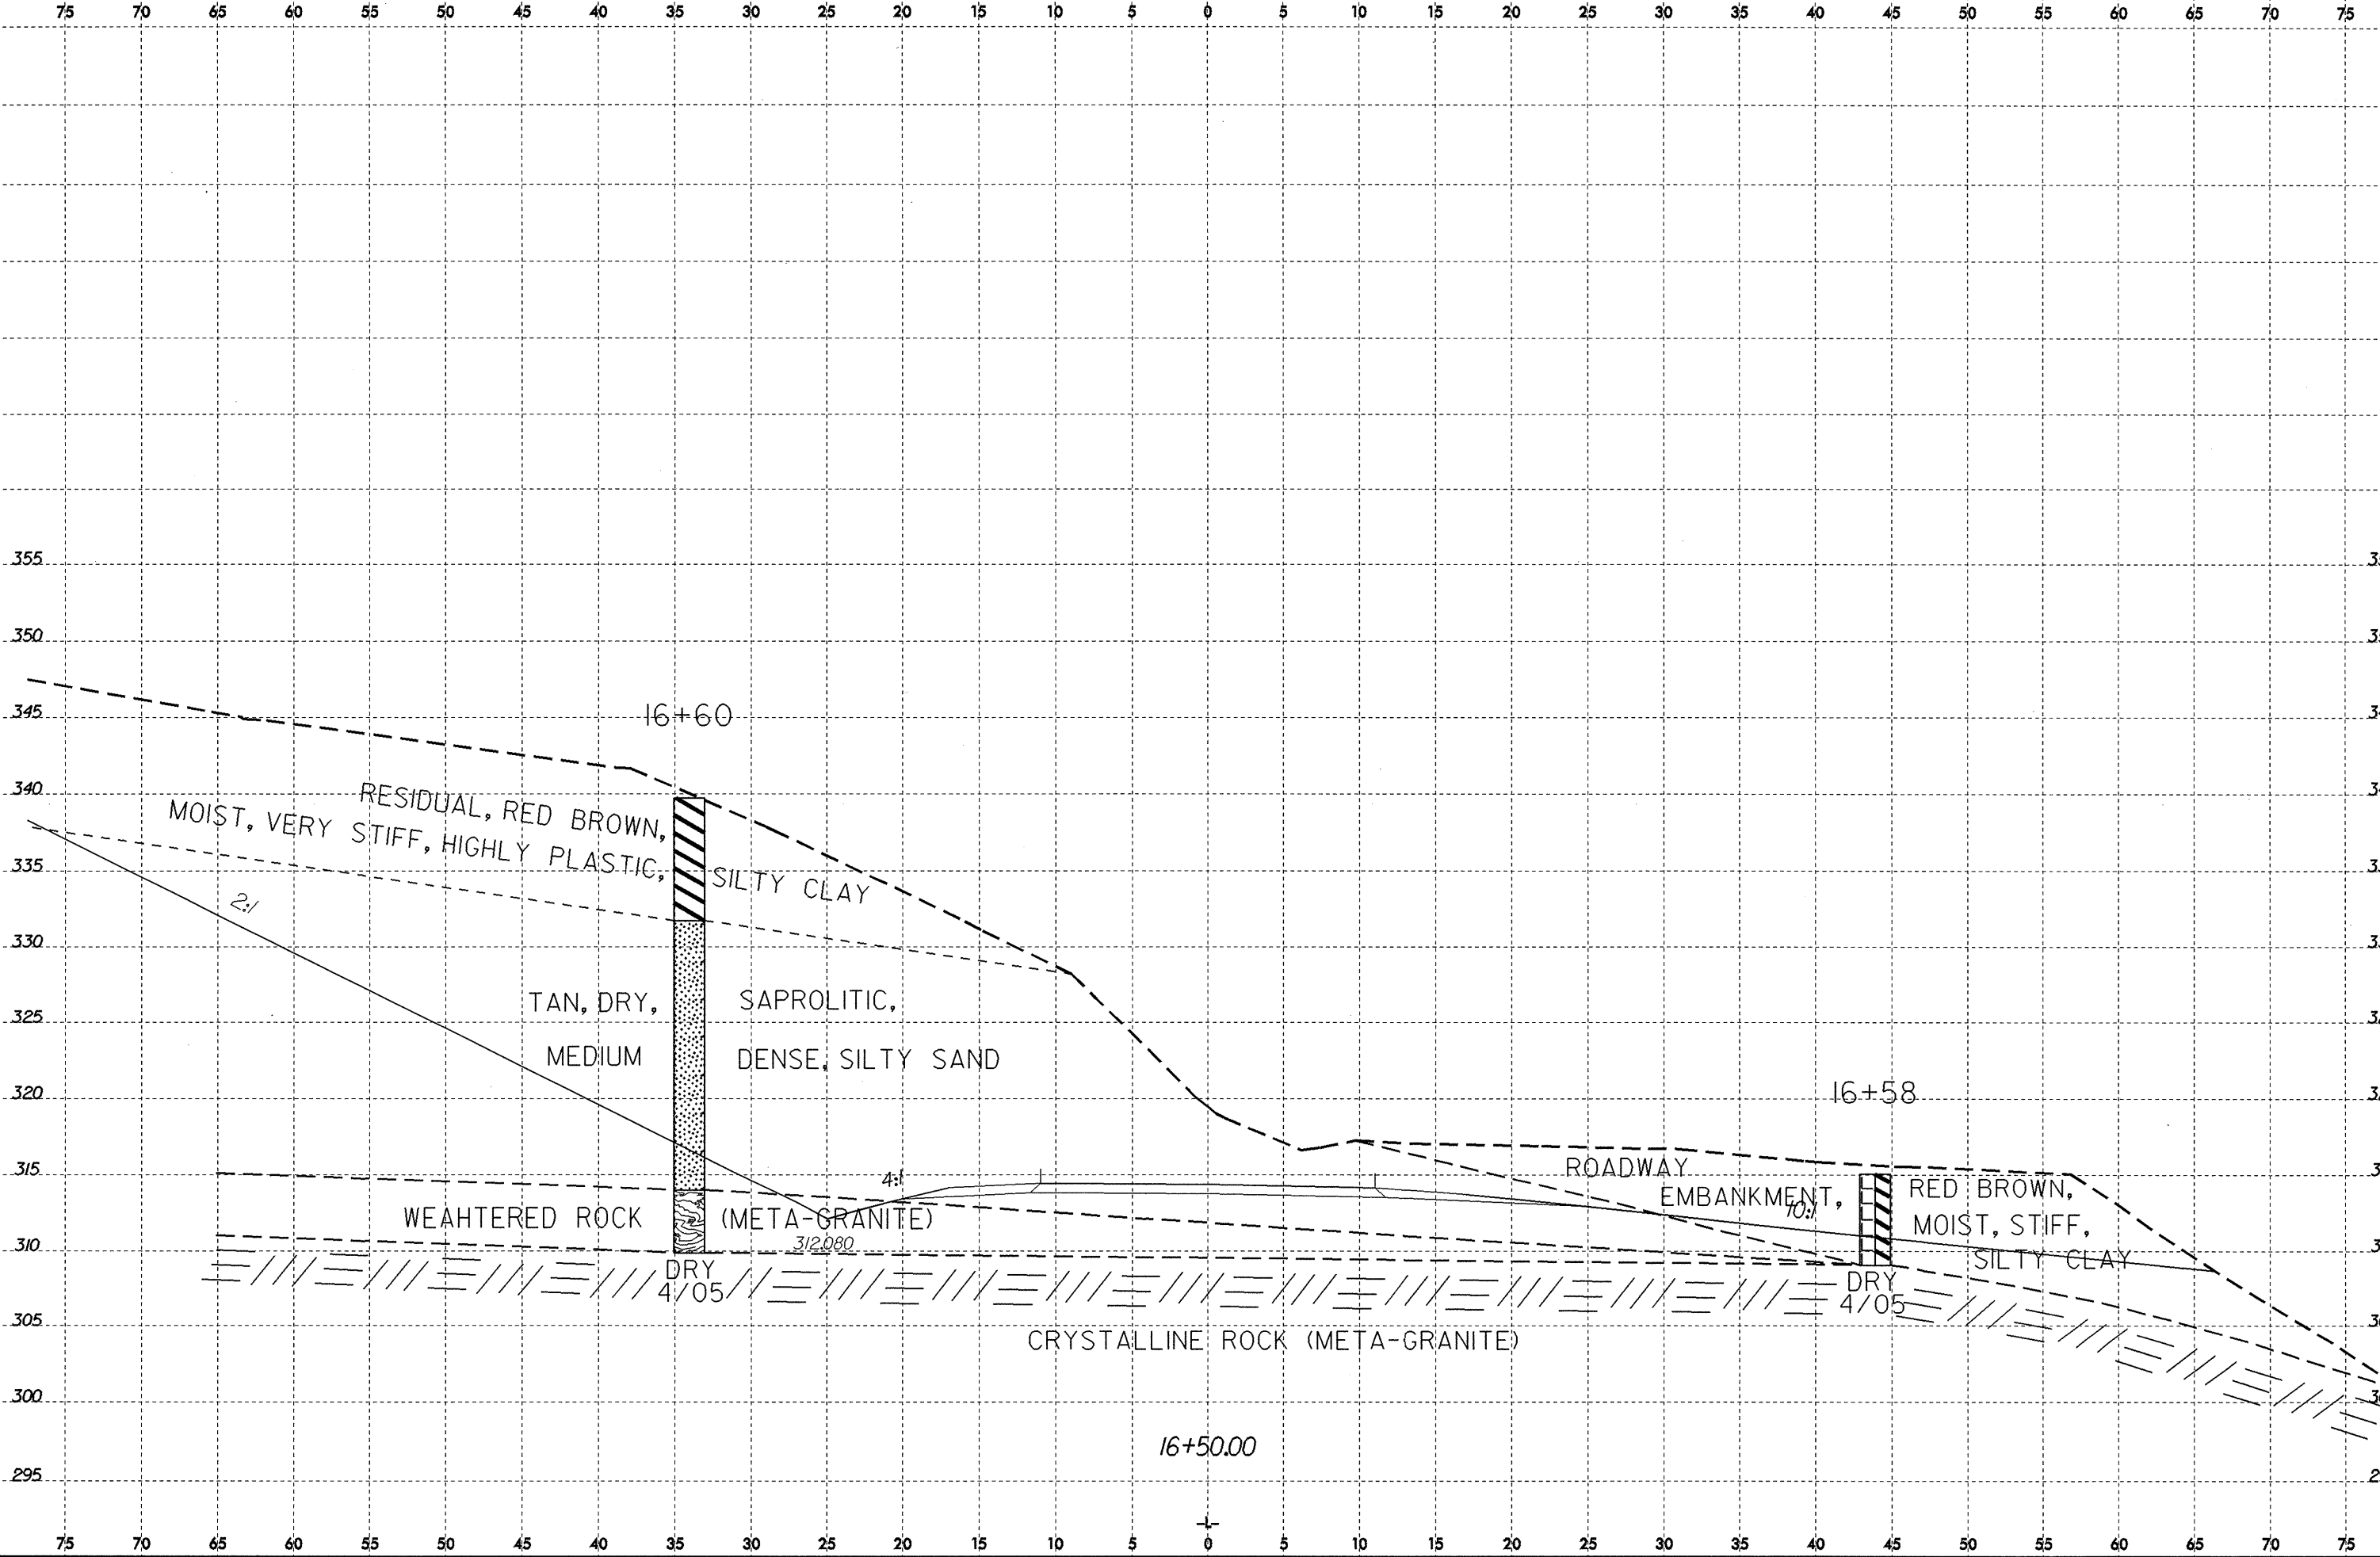 75 70 65 60 55 50 45 40 35 30 25 20 15 10 5 0 5 10 15 20 25 30 35 40 45 50 55 60 65 70 75
355
350
345
16+60
340
RESIDUAL, RED BROWN,
MOIST, VERY STIFF, HIGHLY PLASTIC, SILTY CLAY
335
2:1
330
TAN, DRY, SAPROLITIC,
325
MEDIUM DENSE, SILTY SAND
320
16+58
315
4:1
ROADWAY
EMBANKMENT, RED BROWN,
10:1
MOIST, STIFF,
SILTY CLAY
WEAHTERED ROCK (META-GRANITE)
312.080
310
DRY
4/05
DRY
4/05
305
CRYSTALLINE ROCK (META-GRANITE)
300
16+50.00
295
75 70 65 60 55 50 45 40 35 30 25 20 15 10 5 0 5 10 15 20 25 30 35 40 45 50 55 60 65 70 75